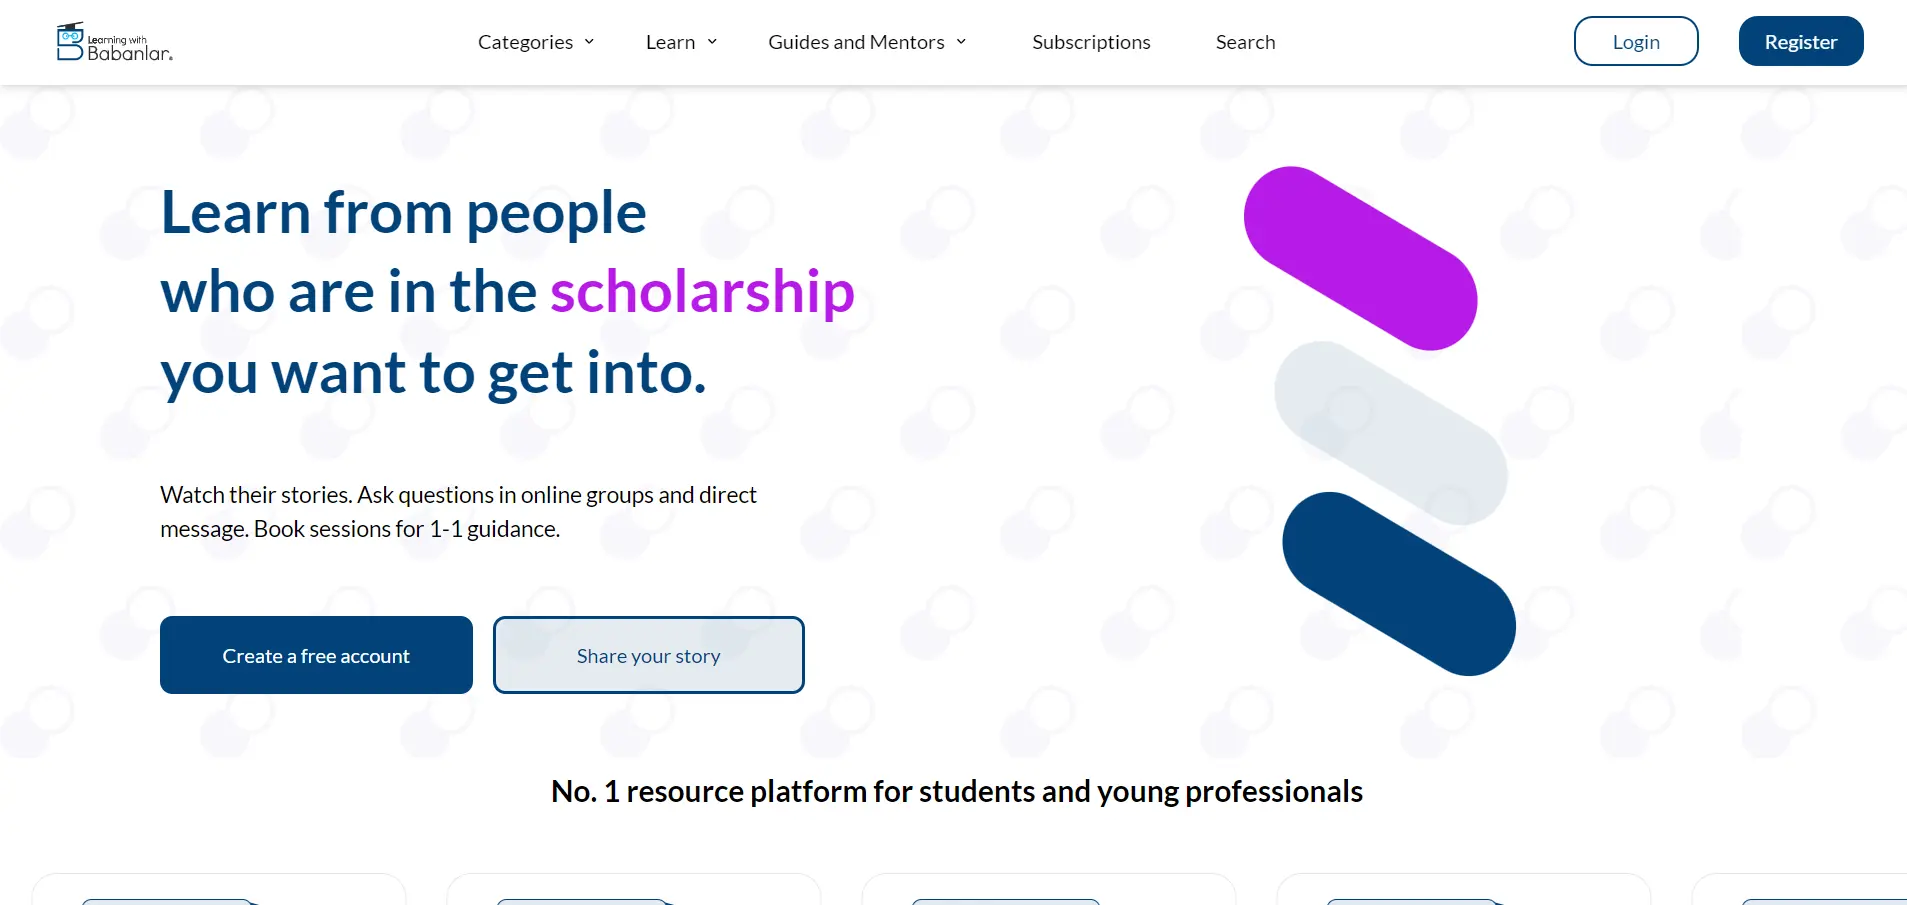 Learning with
Babanlar.
Categories
Learn
Guides and Mentors
Subscriptions
Search
Login
Register
Learn from people
who are in the scholarship
you want to get into.
Watch their stories. Ask questions in online groups and direct
message. Book sessions for 1-1 guidance.
Create a free account
Share your story
No. 1 resource platform for students and young professionals